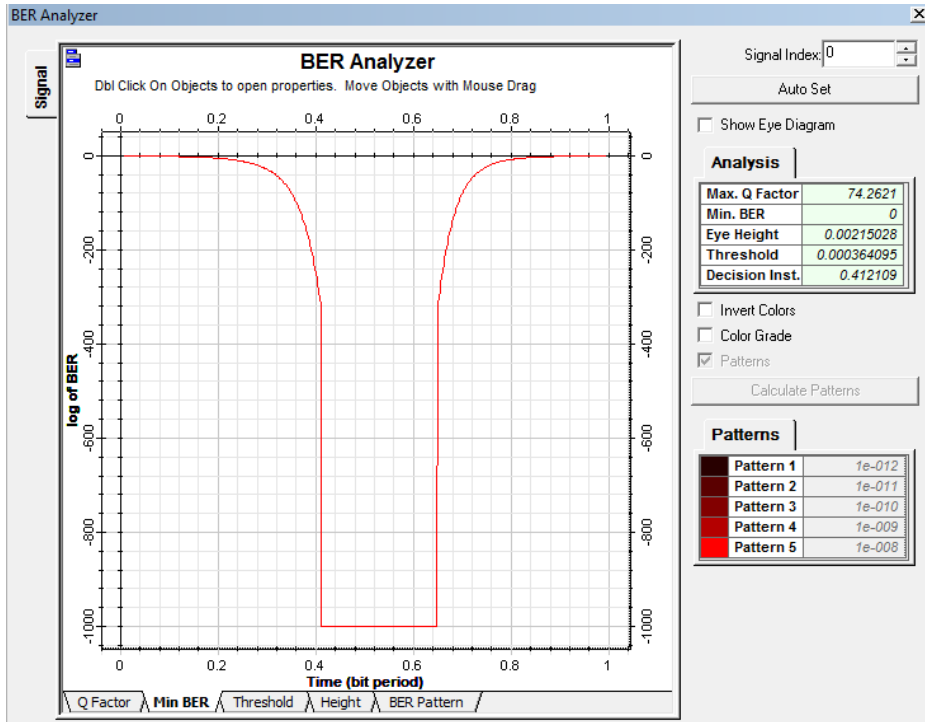 BER Analyzer
Signal
BER Analyzer
Dbl Click On Objects to open properties. Move Objects with Mouse Drag
0 0.2 0.4 0.6 0.8 1
0 0
-200 -200
-400 -400
-600 -600
-800 -800
-1000 -1000
log of BER
0 0.2 0.4 0.6 0.8 1
Time (bit period)
Q Factor Min BER Threshold Height BER Pattern
Signal Index: 0
Auto Set
Show Eye Diagram
Analysis
Max. Q Factor 74.2621
Min. BER 0
Eye Height 0.00215028
Threshold 0.000364095
Decision Inst. 0.412109
Invert Colors
Color Grade
Patterns
Calculate Patterns
Patterns
Pattern 1 1e-012
Pattern 2 1e-011
Pattern 3 1e-010
Pattern 4 1e-009
Pattern 5 1e-008